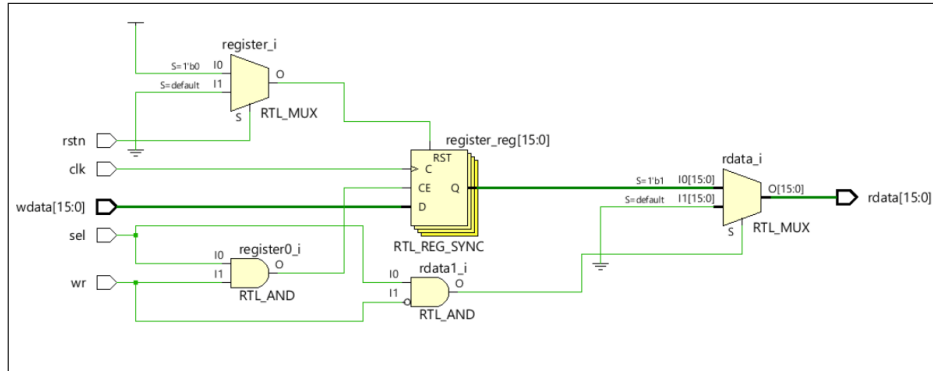 register_i
S=1'b0 I0
S=default I1
O
S
RTL_MUX
rstn
clk
wdata[15:0]
sel
wr
register_reg[15:0]
RST
C
CE
Q
D
RTL_REG_SYNC
register0_i
I0
I1
O
RTL_AND
rdata1_i
I0
I1
O
RTL_AND
rdata_i
S=1'b1 I0[15:0]
S=default I1[15:0]
O[15:0]
S
RTL_MUX
rdata[15:0]